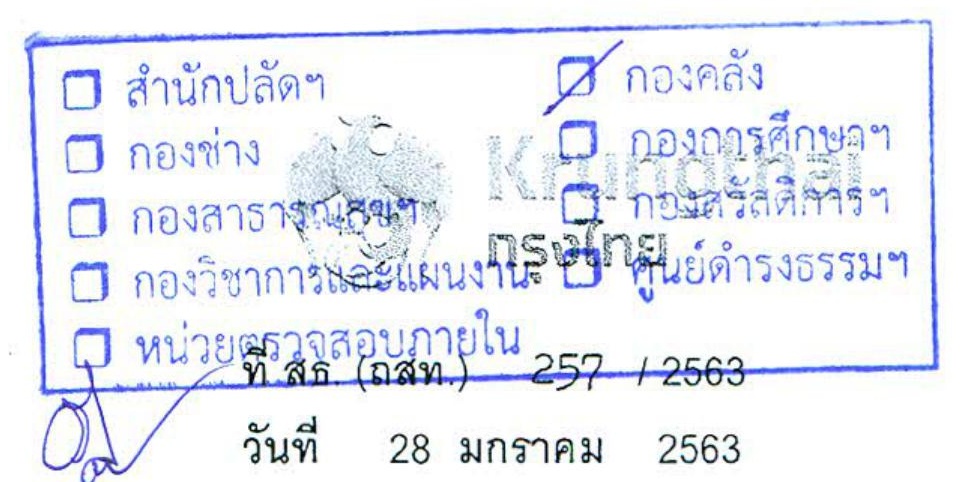 สำนักปลัดฯ กองคลัง
กองช่าง กองการศึกษาฯ
Krungthai
กองสาธารณสุขฯ กองสวัสดิการฯ
กรุงไทย
กองวิชาการและแผนงาน ศูนย์ดำรงธรรมฯ
หน่วยตรวจสอบภายใน
ที่ สธ. (ถสท.) 257 / 2563
วันที่ 28 มกราคม 2563